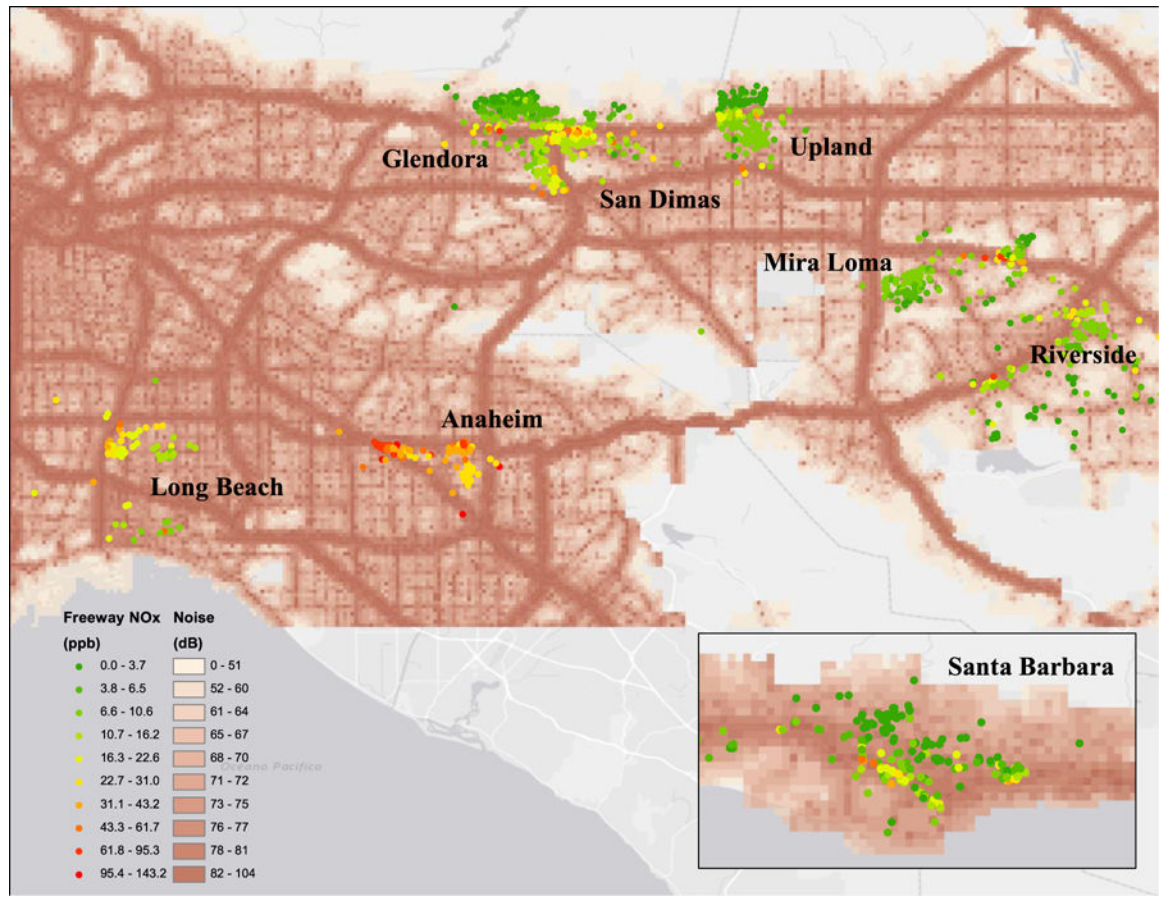 Glendora
Upland
San Dimas
Mira Loma
Riverside
Anaheim
Long Beach
Freeway NOx Noise
(ppb) (dB)
0.0 - 3.7 0 - 51
3.8 - 6.5 52 - 60
6.6 - 10.6 61 - 64
10.7 - 16.2 65 - 67
16.3 - 22.6 68 - 70
22.7 - 31.0 71 - 72
31.1 - 43.2 73 - 75
43.3 - 61.7 76 - 77
61.8 - 95.3 78 - 81
95.4 - 143.2 82 - 104
Oceano Pacifico
Santa Barbara